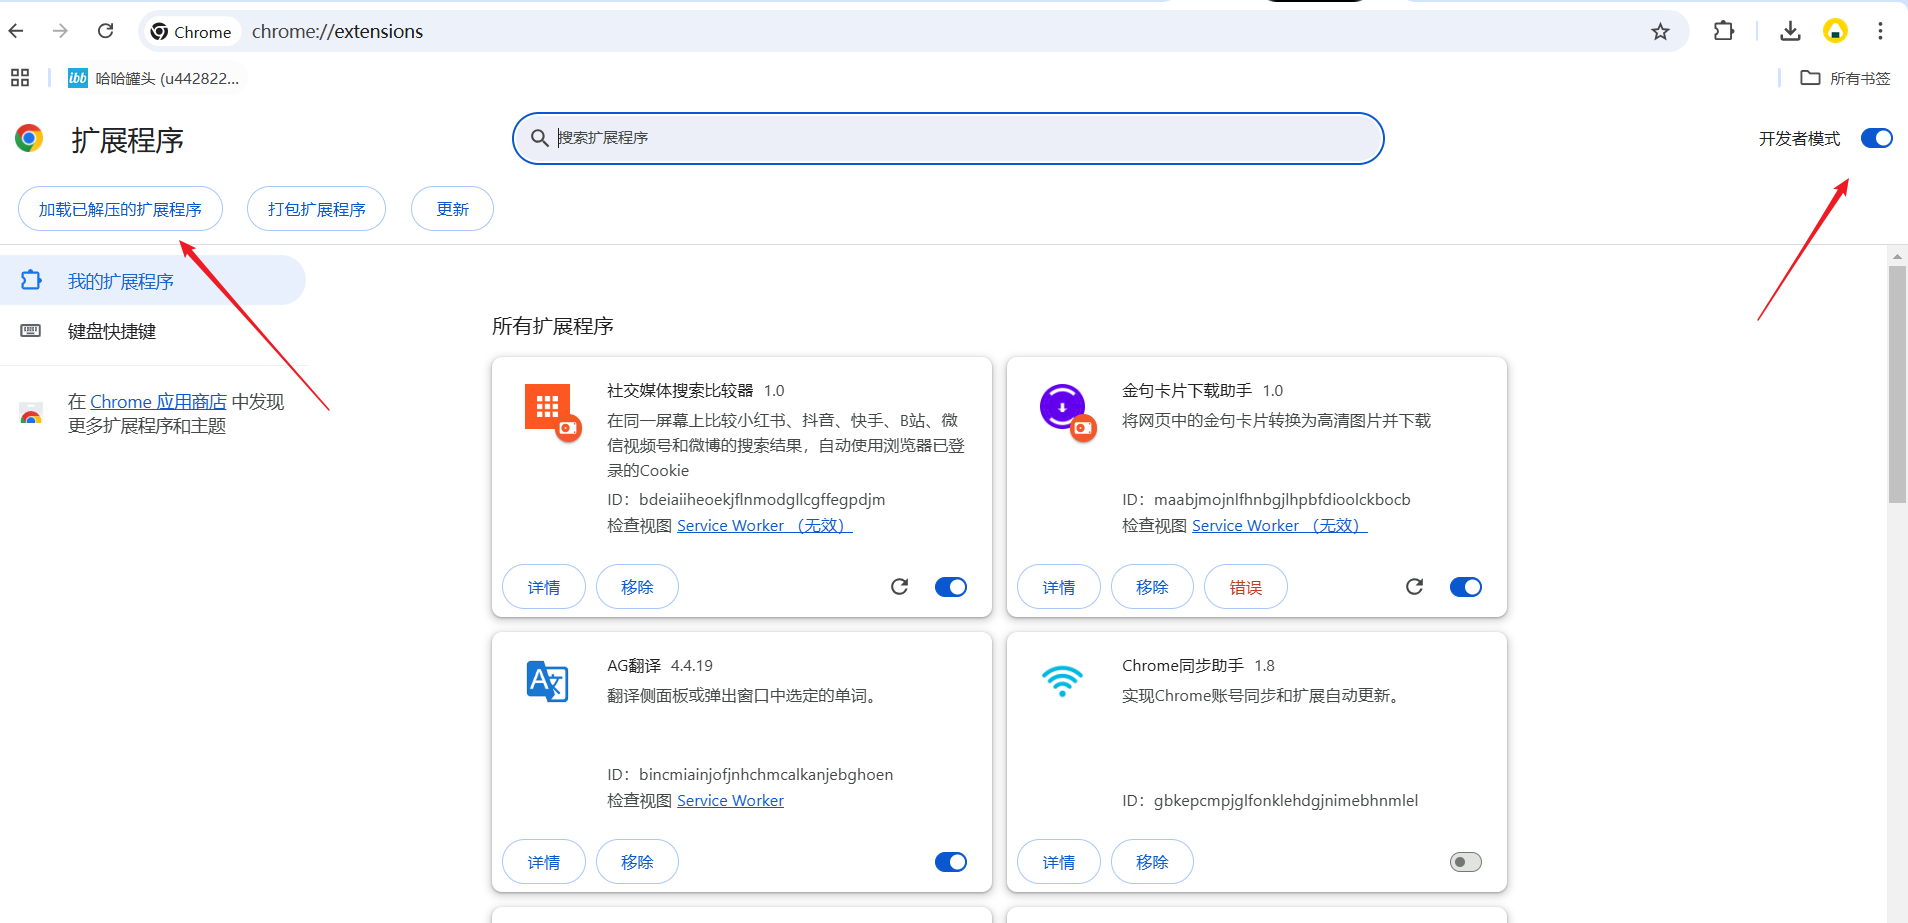 Chrome
chrome://extensions
ibb
哈哈罐头 (u442822...
所有书签
扩展程序
搜索扩展程序
开发者模式
加载已解压的扩展程序
打包扩展程序
更新
我的扩展程序
键盘快捷键
在 Chrome 应用商店 中发现
更多扩展程序和主题
所有扩展程序
社交媒体搜索比较器 1.0
在同一屏幕上比较小红书、抖音、快手、B站、微
信视频号和微博的搜索结果，自动使用浏览器已登
录的Cookie
ID：bdeiaiiheoekjflnmodgllcgffegpdjm
检查视图 Service Worker （无效）
详情
移除
金句卡片下载助手 1.0
将网页中的金句卡片转换为高清图片并下载
ID：maabjmojnlfhnbgjlhpbfdioolckbocb
检查视图 Service Worker （无效）
详情
移除
错误
AG翻译 4.4.19
翻译侧面板或弹出窗口中选定的单词。
ID：bincmiainjofjnhchmcalkanjebghoen
检查视图 Service Worker
详情
移除
Chrome同步助手 1.8
实现Chrome账号同步和扩展自动更新。
ID：gbkepcmpjglfonklehdgjnimebhnmlel
详情
移除